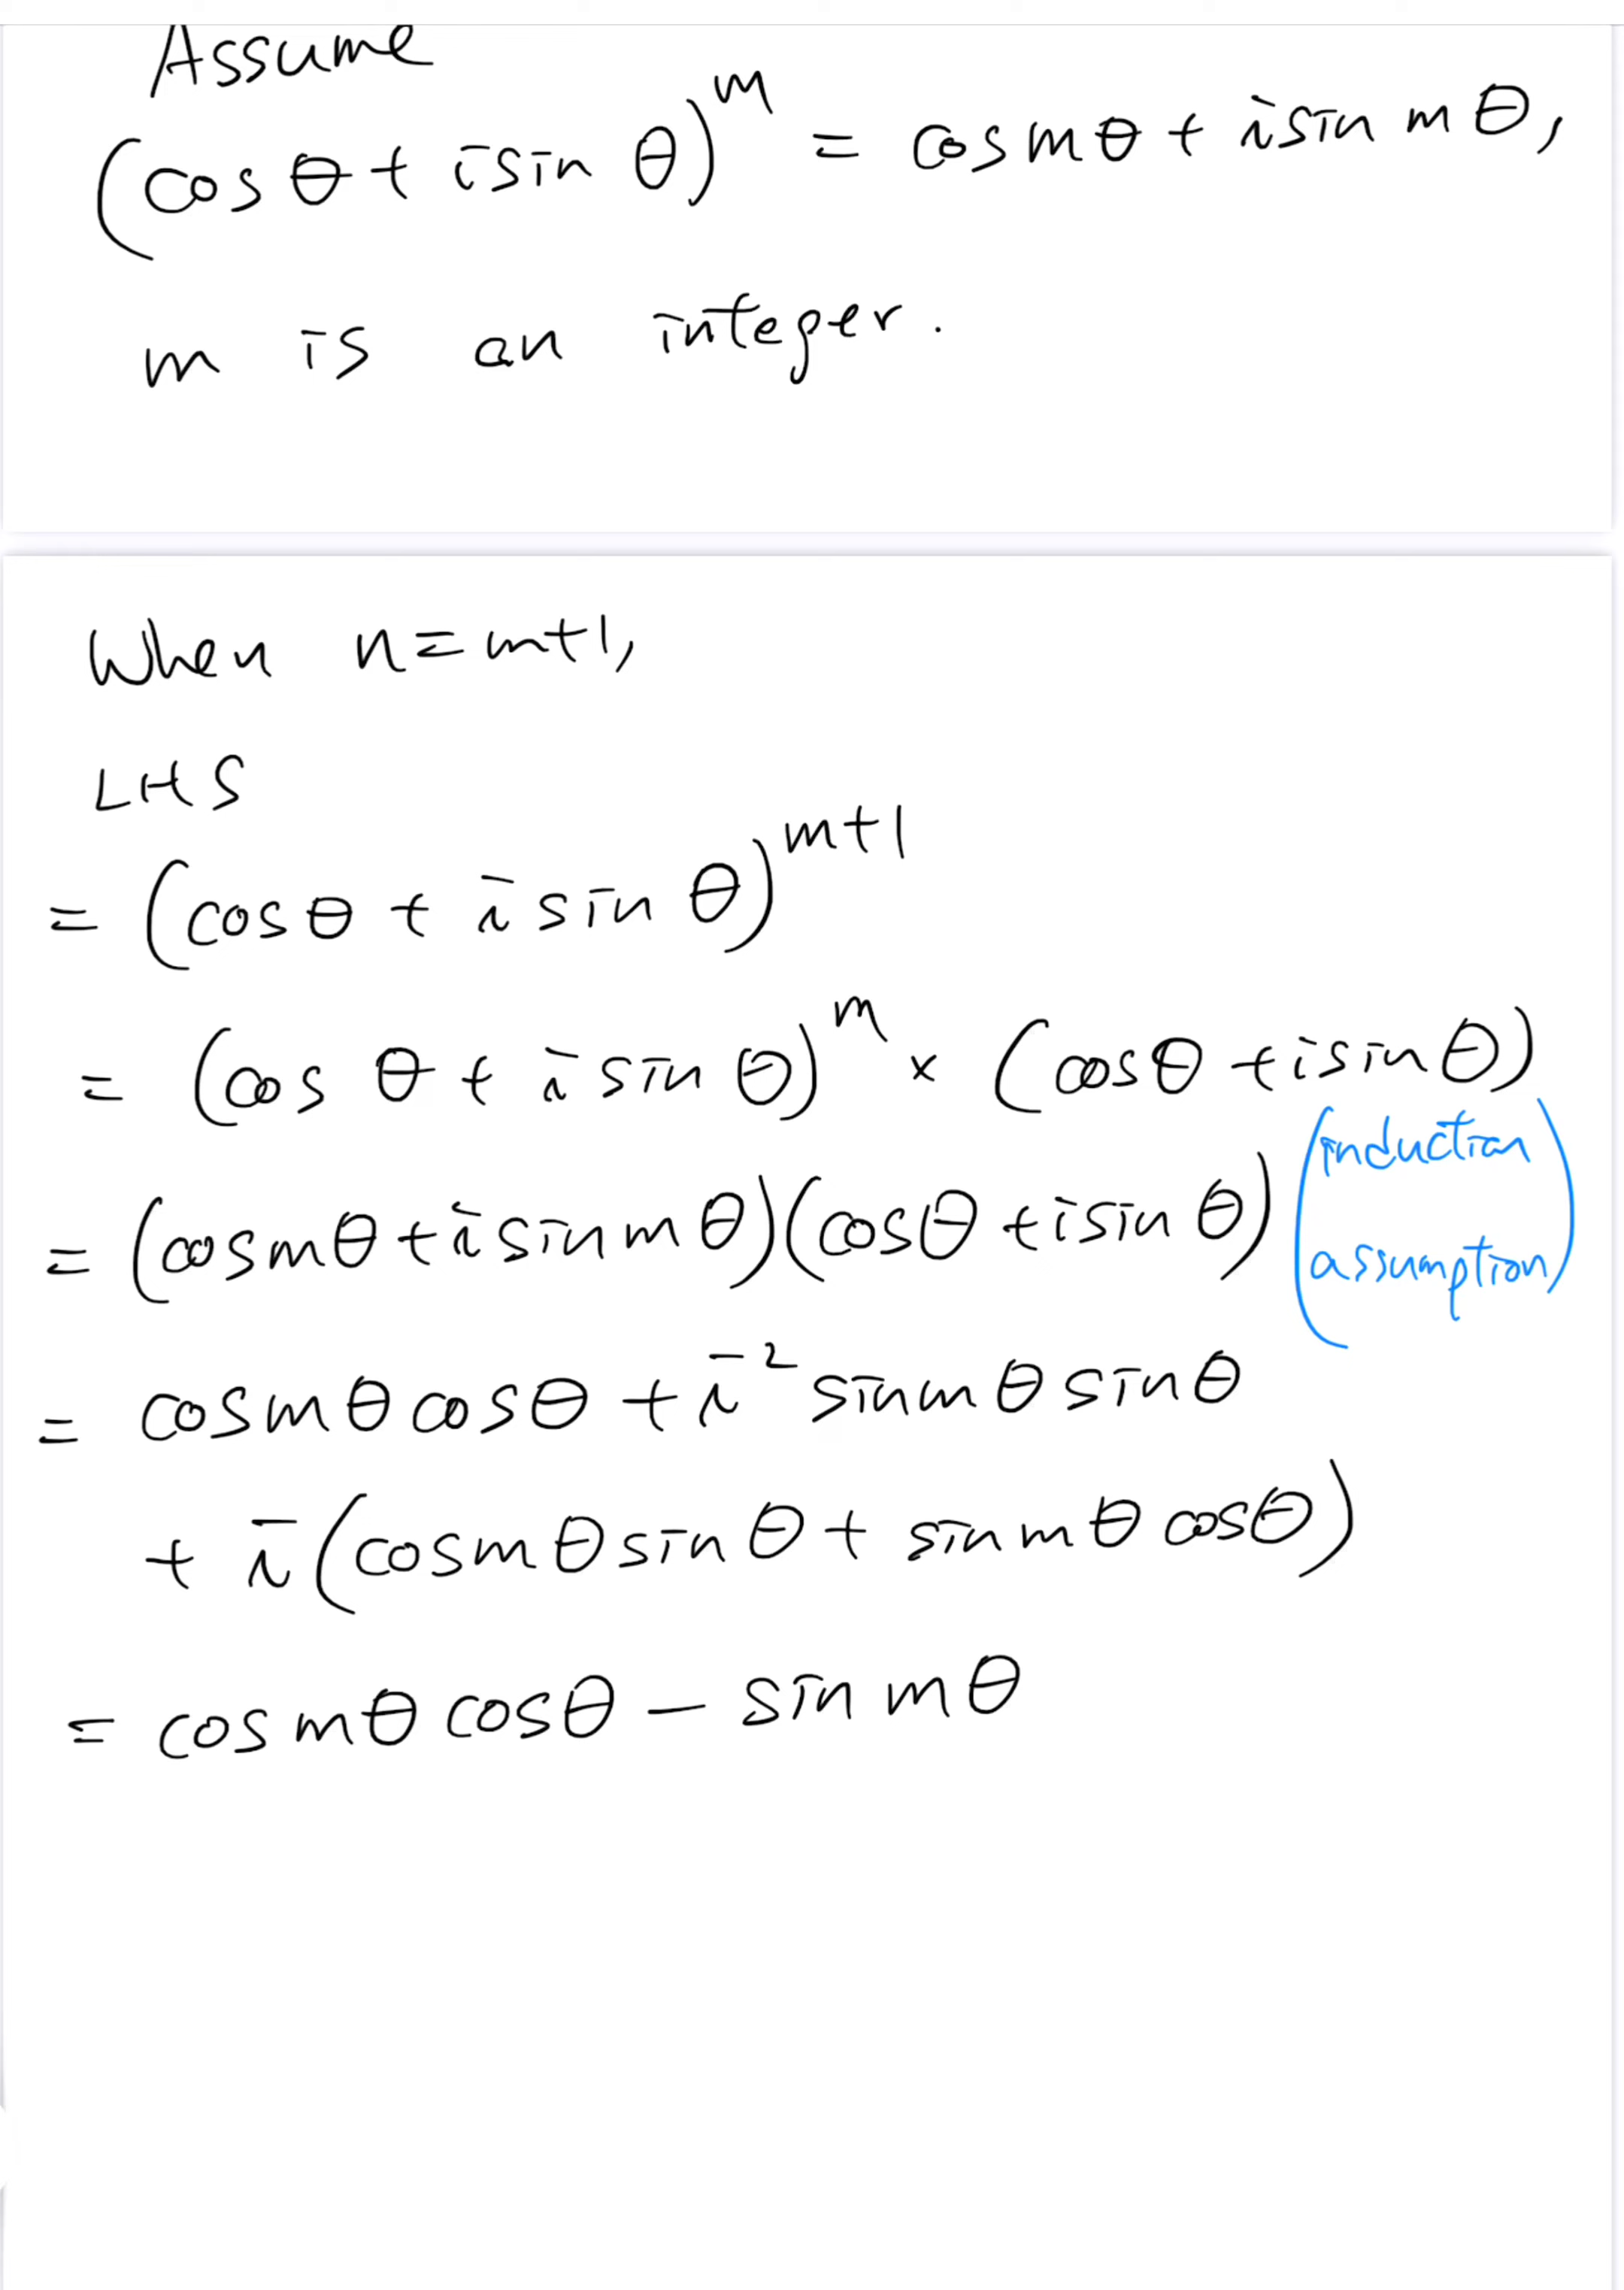 Assume
(cos θ + i sin θ)^m = cos mθ + i sin mθ,
m is an integer.
When n = m+1,
LHS
= (cos θ + i sin θ)^{m+1}
= (cos θ + i sin θ)^m × (cos θ + i sin θ)
= (cos mθ + i sin mθ)(cos θ + i sin θ) (induction assumption)
= cos mθ cos θ + i² sin mθ sin θ
+ i (cos mθ sin θ + sin mθ cos θ)
= cos mθ cos θ − sin mθ